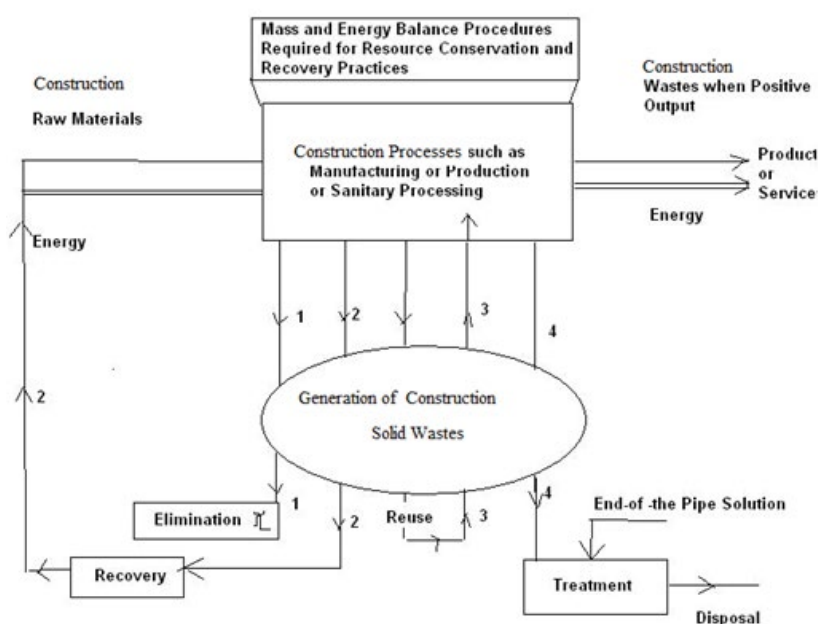 Mass and Energy Balance Procedures
Required for Resource Conservation and
Recovery Practices
Construction
Raw Materials
Construction
Wastes when Positive
Output
Construction Processes such as
Manufacturing or Production
or Sanitary Processing
Product
or
Service
Energy
Energy
1
2
3
4
2
Generation of Construction
Solid Wastes
1
2
Reuse
3
4
End-of -the Pipe Solution
Elimination
Recovery
Treatment
Disposal